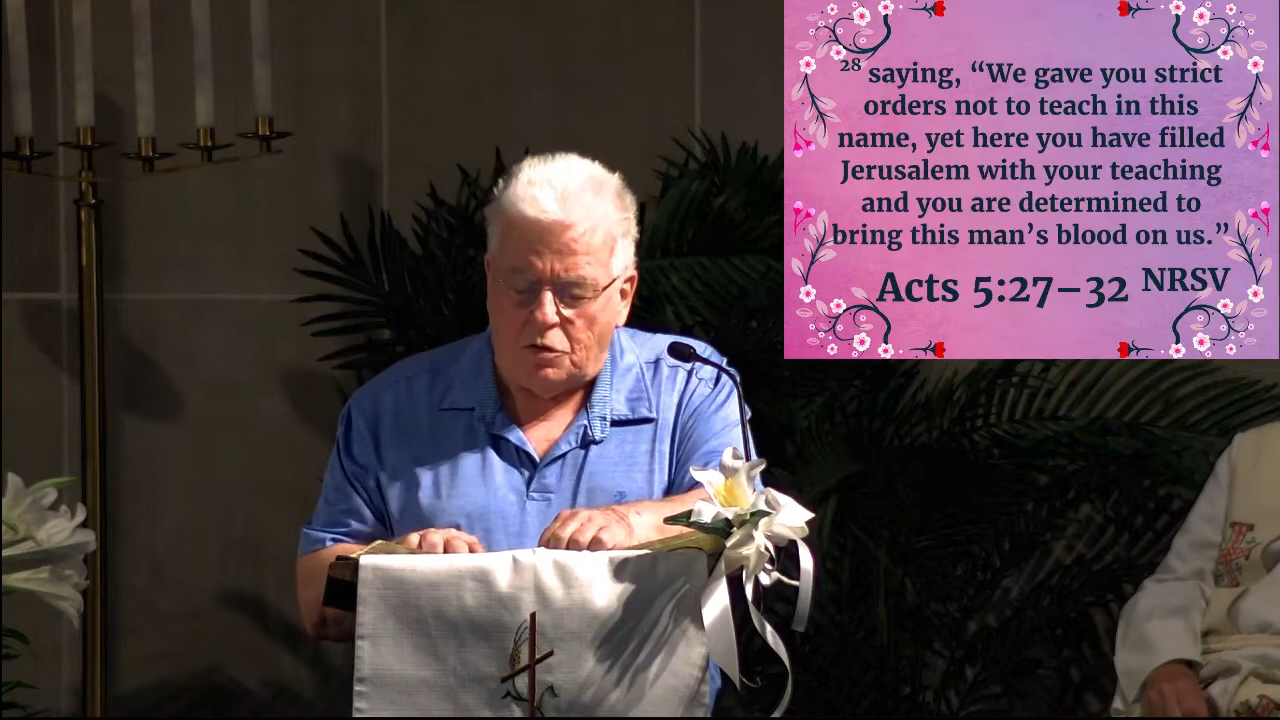 28 saying, “We gave you strict
orders not to teach in this
name, yet here you have filled
Jerusalem with your teaching
and you are determined to
bring this man’s blood on us.”
Acts 5:27–32 NRSV